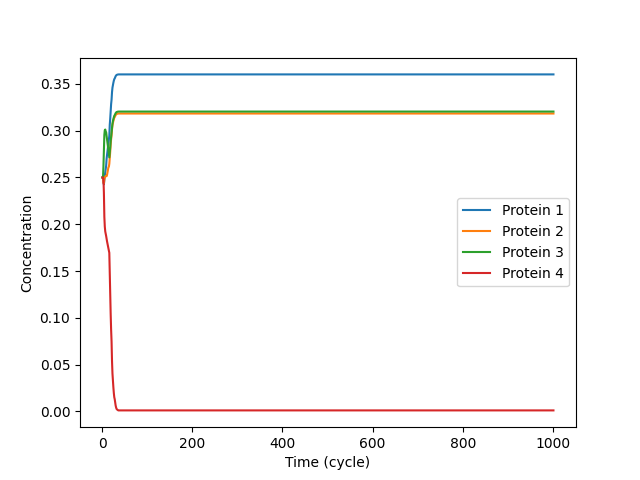 0.35
0.30
0.25
0.20
0.15
0.10
0.05
0.00
Concentration
Protein 1
Protein 2
Protein 3
Protein 4
0 200 400 600 800 1000
Time (cycle)